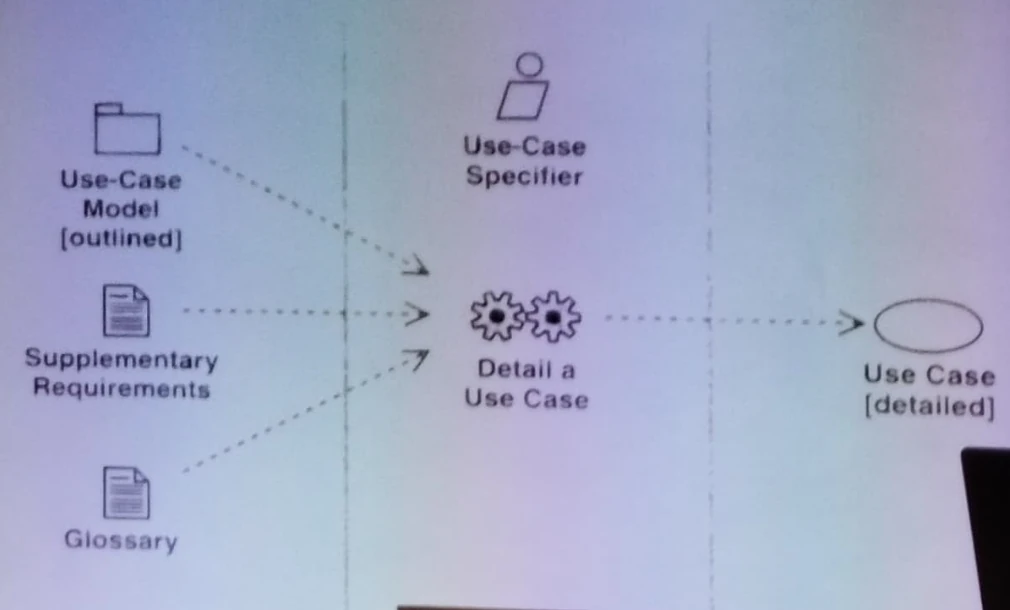 Use-Case
Model
[outlined]
Supplementary
Requirements
Glossary
Use-Case
Specifier
Detail a
Use Case
Use Case
[detailed]